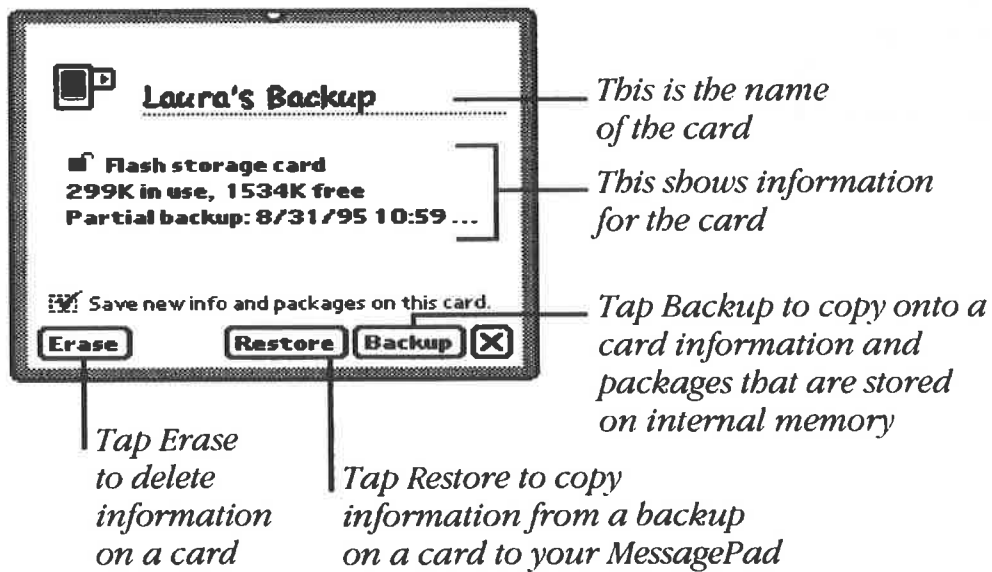 Laura's Backup
Flash storage card
299K in use, 1534K free
Partial backup: 8/31/95 10:59 ...
Save new info and packages on this card.
Erase
Restore
Backup
This is the name
of the card
This shows information
for the card
Tap Backup to copy onto a
card information and
packages that are stored
on internal memory
Tap Erase
to delete
information
on a card
Tap Restore to copy
information from a backup
on a card to your MessagePad